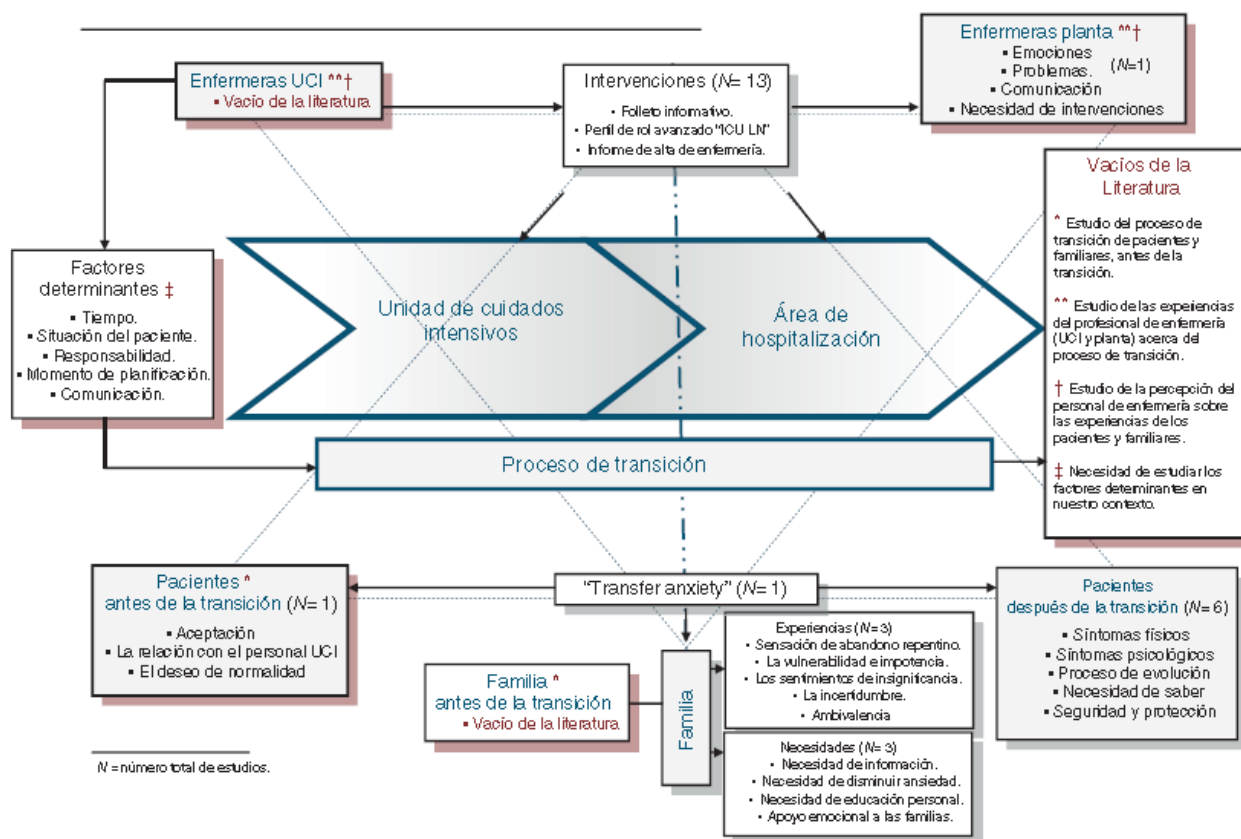 Enfermeras UCI **†
▪ Vacío de la literatura
Intervenciones (N= 13)
▪ Folleto informativo.
▪ Perfil de rol avanzado "ICU LN"
▪ Informe de alta de enfermería.
Enfermeras planta **†
▪ Emociones
▪ Problemas.
(N=1)
▪ Comunicación
▪ Necesidad de intervenciones
Factores
determinantes ‡
▪ Tiempo.
▪ Situación del paciente.
▪ Responsabilidad.
▪ Momento de planificación.
▪ Comunicación.
Unidad de cuidados
intensivos
Área de
hospitalización
Vacíos de la
Literatura
* Estudio del proceso de
transición de pacientes y
familiares, antes de la
transición.
** Estudio de las experiencias
del profesional de enfermería
(UCI y planta) acerca del
proceso de transición.
† Estudio de la percepción del
personal de enfermería sobre
las experiencias de los
pacientes y familiares.
‡ Necesidad de estudiar los
factores determinantes en
nuestro contexto.
Proceso de transición
Pacientes *
antes de la transición (N= 1)
▪ Aceptación
▪ La relación con el personal UCI
▪ El deseo de normalidad
"Transfer anxiety" (N= 1)
Pacientes
después de la transición (N= 6)
▪ Síntomas físicos
▪ Síntomas psicológicos
▪ Proceso de evolución
▪ Necesidad de saber
▪ Seguridad y protección
Familia *
antes de la transición
▪ Vacío de la literatura
Familia
Experiencias (N=3)
▪ Sensación de abandono repentino.
▪ La vulnerabilidad e impotencia.
▪ Los sentimientos de insignificancia.
▪ La incertidumbre.
▪ Ambivalencia
Necesidades (N= 3)
▪ Necesidad de información.
▪ Necesidad de disminuir ansiedad.
▪ Necesidad de educación personal.
▪ Apoyo emocional a las familias.
N = número total de estudios.